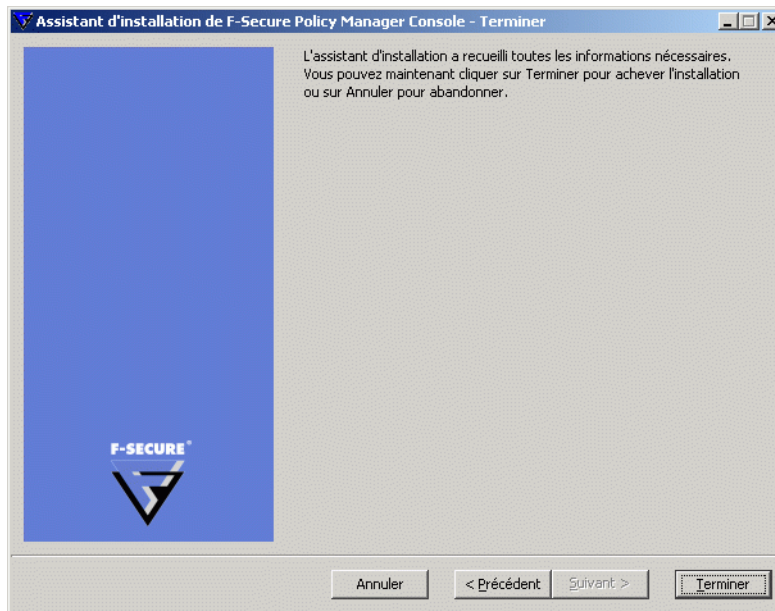 Assistant d'installation de F-Secure Policy Manager Console - Terminer
L'assistant d'installation a recueilli toutes les informations nécessaires.
Vous pouvez maintenant cliquer sur Terminer pour achever l'installation
ou sur Annuler pour abandonner.
F-SECURE®
Annuler
< Précédent
Suivant >
Terminer